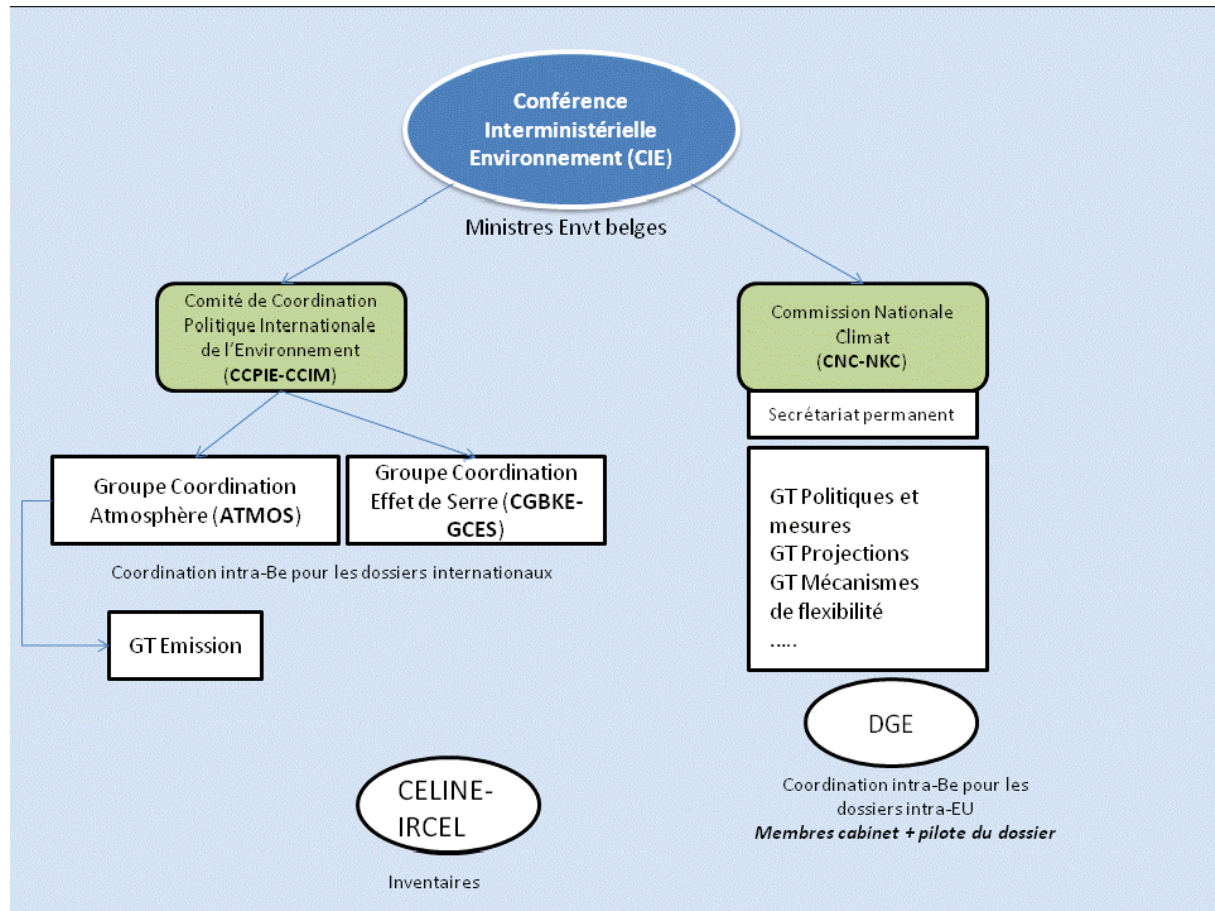 Conférence
Interministérielle
Environnement (CIE)
Ministres Envt belges
Comité de Coordination
Politique Internationale
de l'Environnement
(CCPIE-CCIM)
Commission Nationale
Climat
(CNC-NKC)
Secrétariat permanent
Groupe Coordination
Atmosphère (ATMOS)
Groupe Coordination
Effet de Serre (CGBKE-
GCES)
Coordination intra-Be pour les dossiers internationaux
GT Emission
GT Politiques et
mesures
GT Projections
GT Mécanismes
de flexibilité
.....
DGE
Coordination intra-Be pour les
dossiers intra-EU
Membres cabinet + pilote du dossier
CELINE-
IRCEL
Inventaires